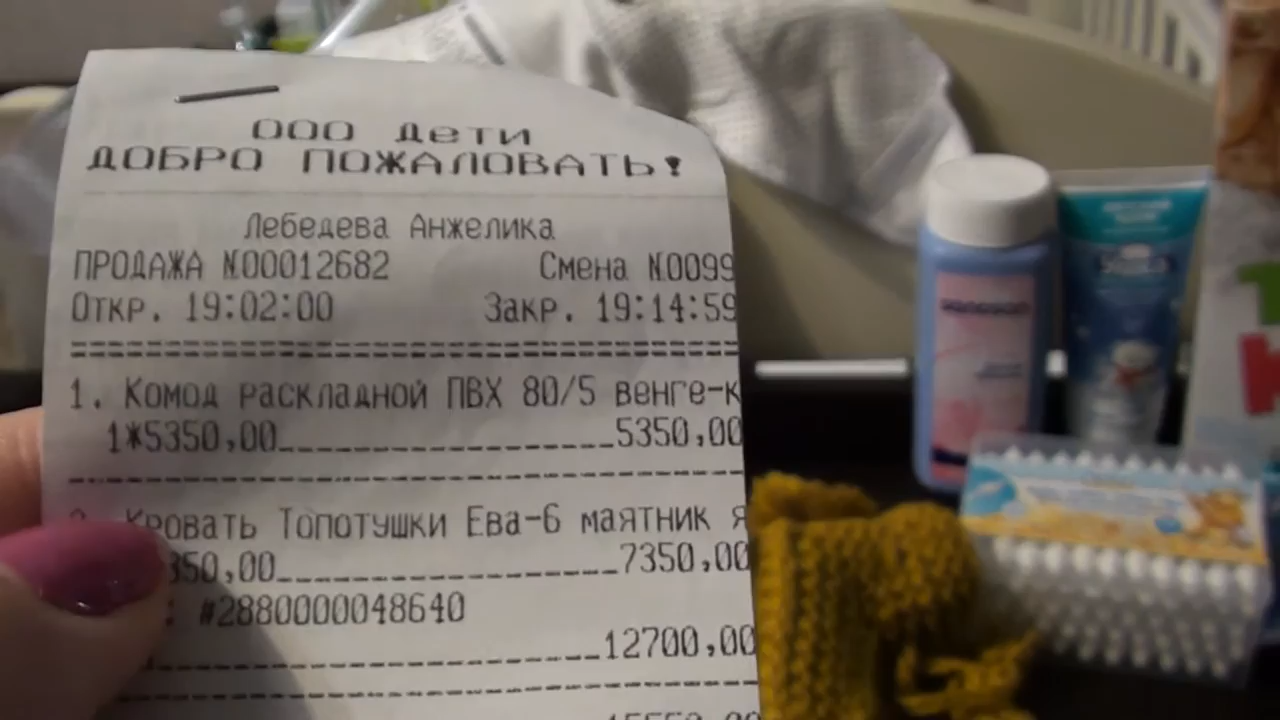 ООО Дети
ДОБРО ПОЖАЛОВАТЬ!
Лебедева Анжелика
ПРОДАЖА N00012682 Смена N0099
Откр. 19:02:00 Закр. 19:14:59
1. Комод раскладной ПВХ 80/5 венге-к
1*5350,00 5350,00
Кровать Топотушки Ева-6 маятник я
350,00 7350,00
: #2880000048640
12700,00